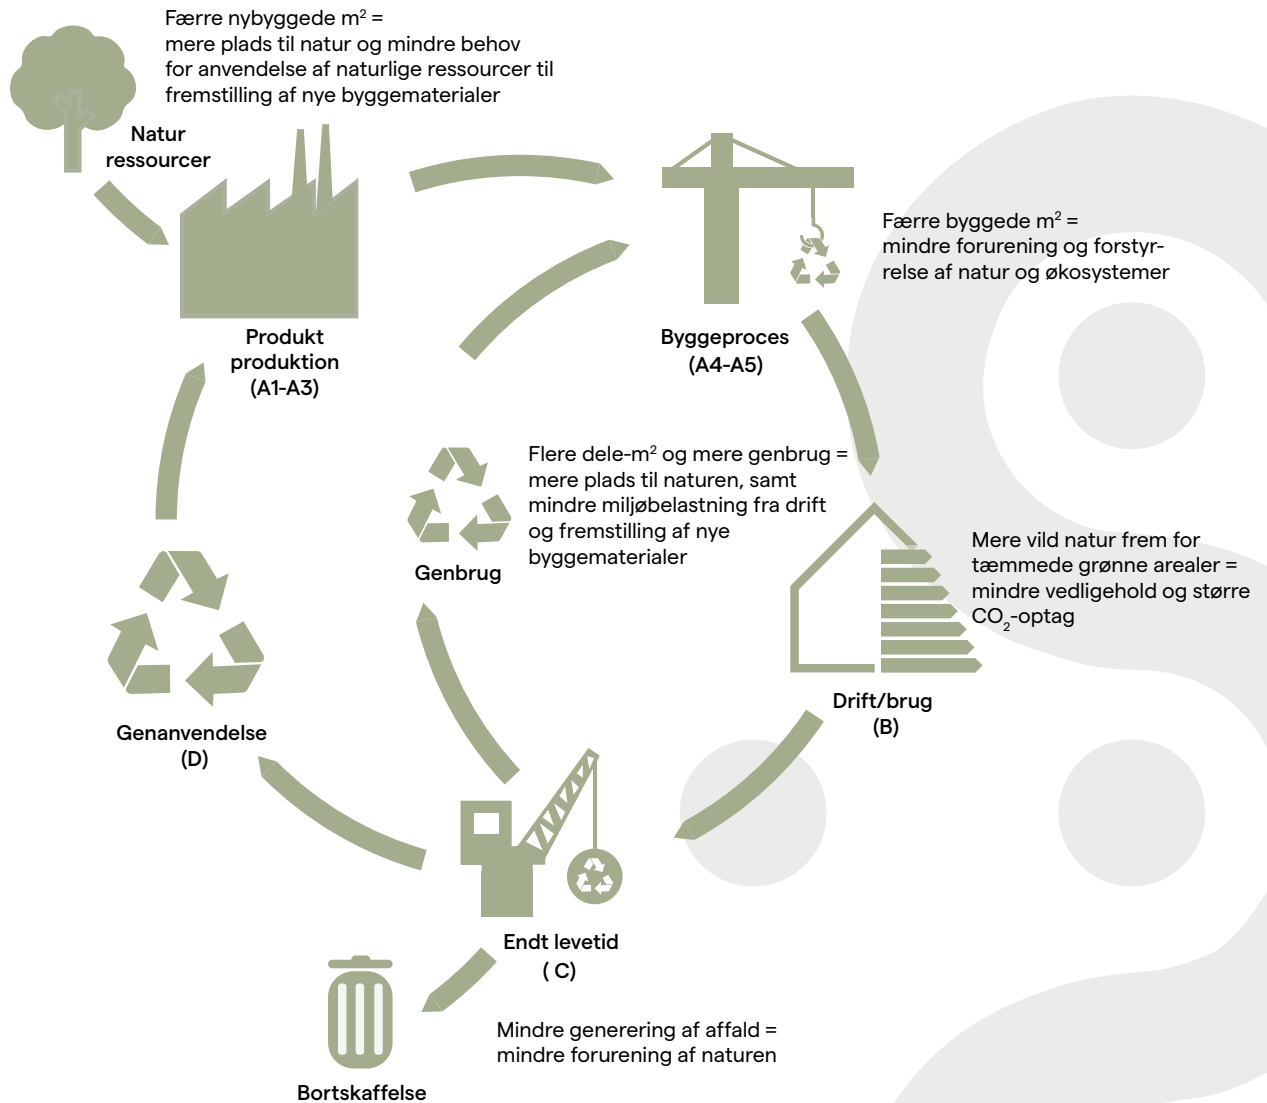 Færre nybyggede m² =
mere plads til natur og mindre behov
for anvendelse af naturlige ressourcer til
fremstilling af nye byggematerialer
Natur
ressourcer
Produkt
produktion
(A1-A3)
Færre byggede m² =
mindre forurening og forstyr-
relse af natur og økosystemer
Byggeproces
(A4-A5)
Flere dele-m² og mere genbrug =
mere plads til naturen, samt
mindre miljøbelastning fra drift
og fremstilling af nye
byggematerialer
Genbrug
Mere vild natur frem for
tæmmede grønne arealer =
mindre vedligehold og større
CO₂-optag
Drift/brug
(B)
Genanvendelse
(D)
Endt levetid
( C)
Mindre generering af affald =
mindre forurening af naturen
Bortskaffelse